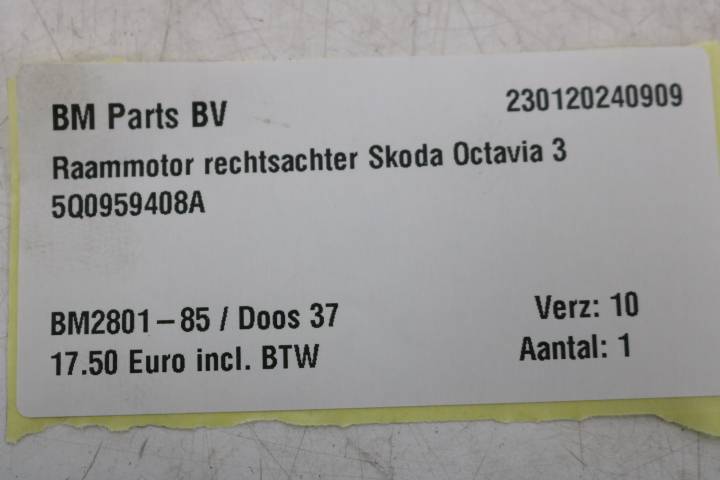 BM Parts BV 230120240909
Raammotor rechtsachter Skoda Octavia 3
5Q0959408A
BM2801-85 / Doos 37 Verz: 10
17.50 Euro incl. BTW Aantal: 1